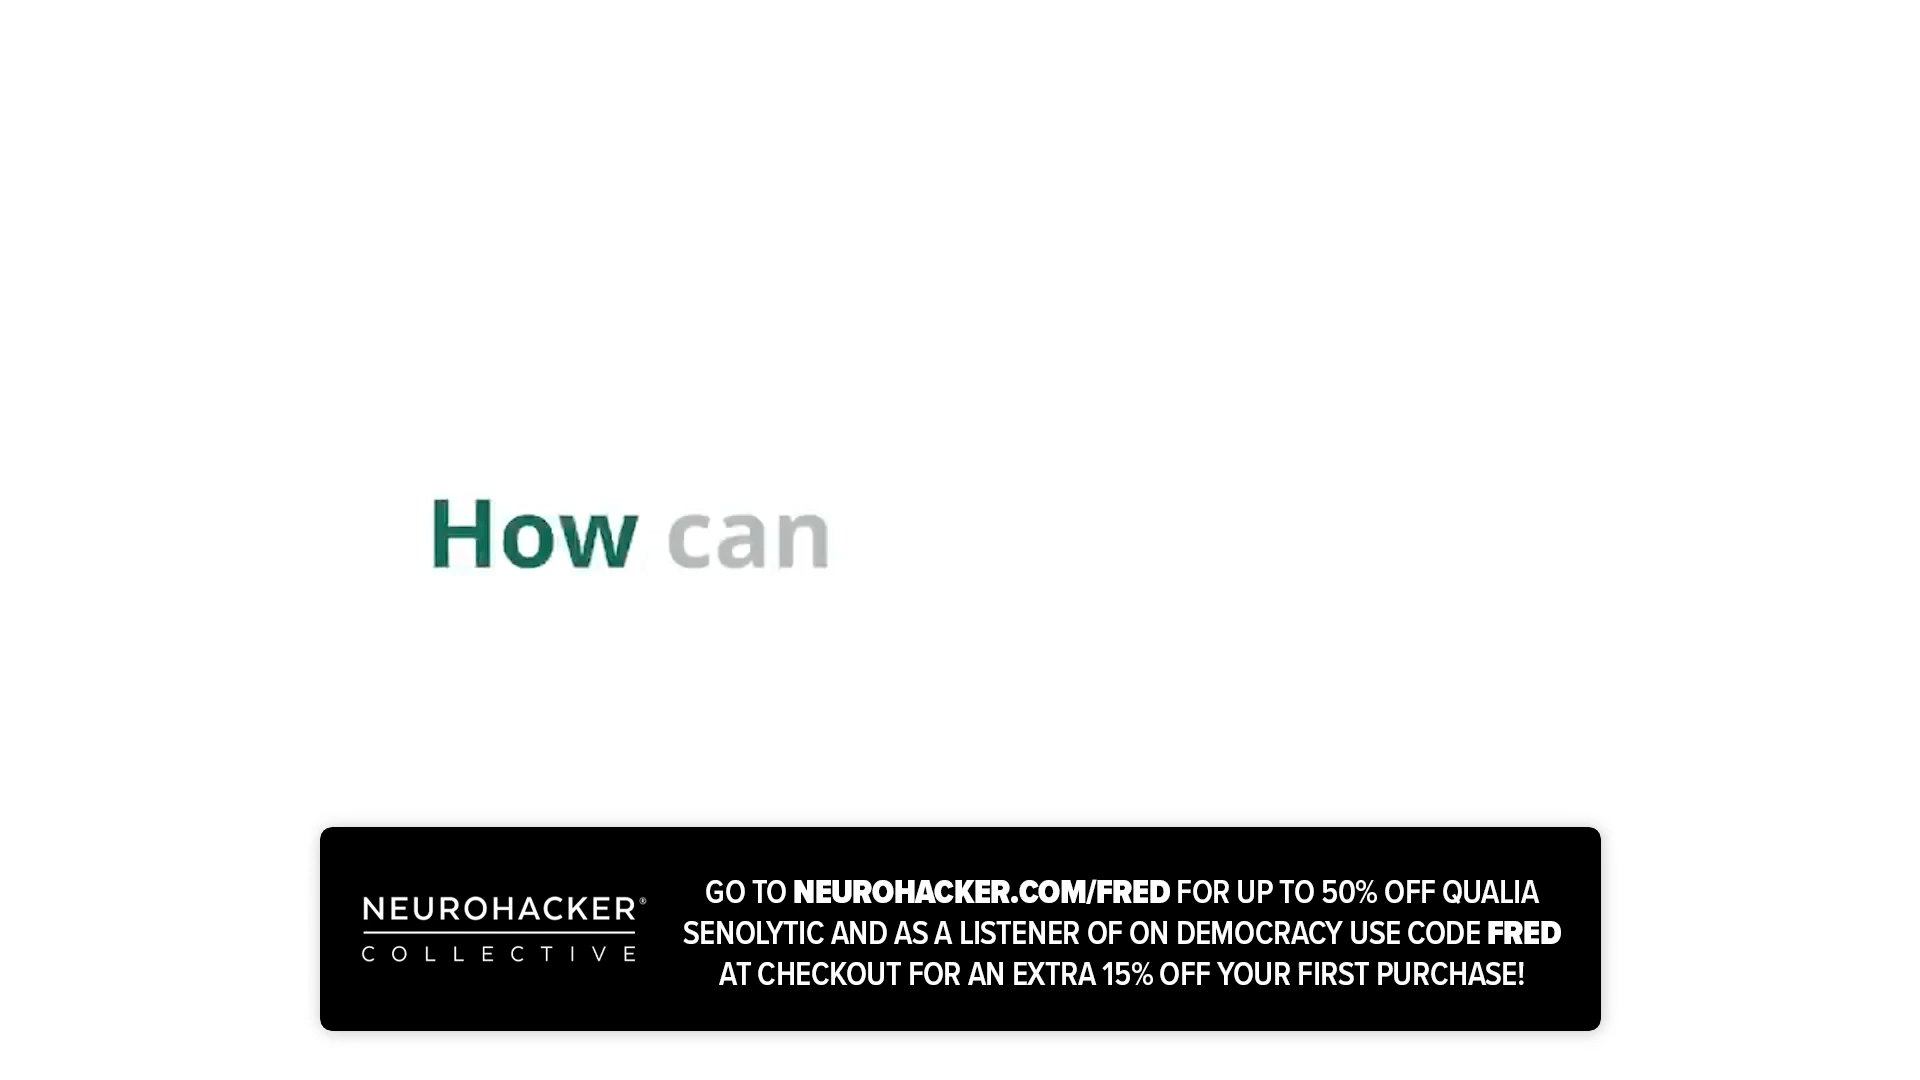 How can
NEUROHACKER®
COLLECTIVE
GO TO NEUROHACKER.COM/FRED FOR UP TO 50% OFF QUALIA
SENOLYTIC AND AS A LISTENER OF ON DEMOCRACY USE CODE FRED
AT CHECKOUT FOR AN EXTRA 15% OFF YOUR FIRST PURCHASE!